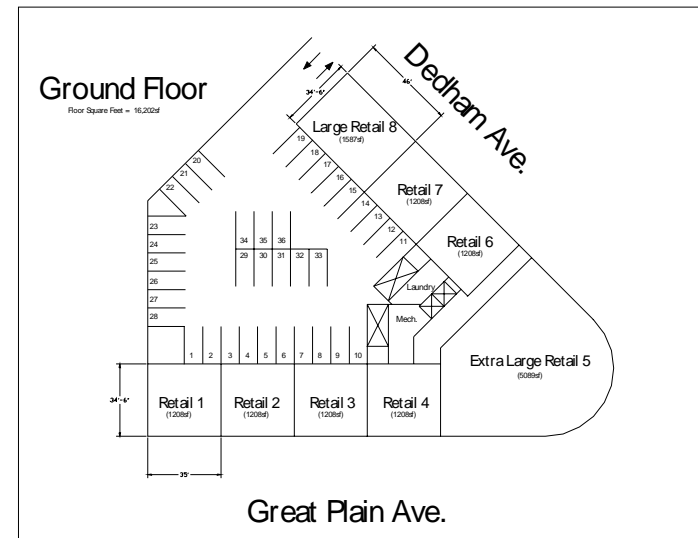 Ground Floor
Floor Square Feet = 16,202sf
Dedham Ave.
46'
34'-6"
Large Retail 8
(1587sf)
Retail 7
(1208sf)
Retail 6
(1208sf)
Extra Large Retail 5
(5089sf)
19
18
17
16
15
14
13
12
11
20
21
22
23
24
25
26
27
28
34 35 36
29 30 31 32 33
Laundry
Mech.
1 2 3 4 5 6 7 8 9 10
34'-6"
Retail 1
(1208sf)
Retail 2
(1208sf)
Retail 3
(1208sf)
Retail 4
(1208sf)
35'
Great Plain Ave.